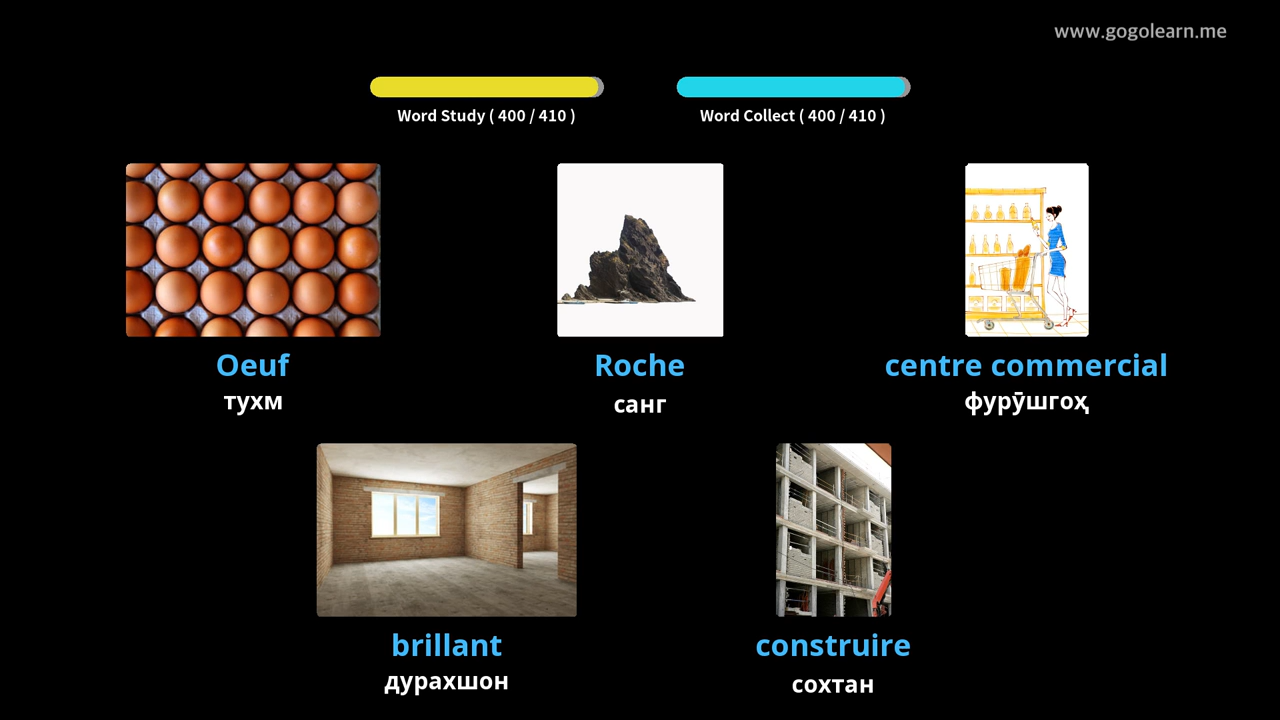 www.gogolearn.me
Word Study ( 400 / 410 )
Word Collect ( 400 / 410 )
Oeuf
тухм
Roche
санг
centre commercial
фурӯшгоҳ
brillant
дурахшон
construire
сохтан